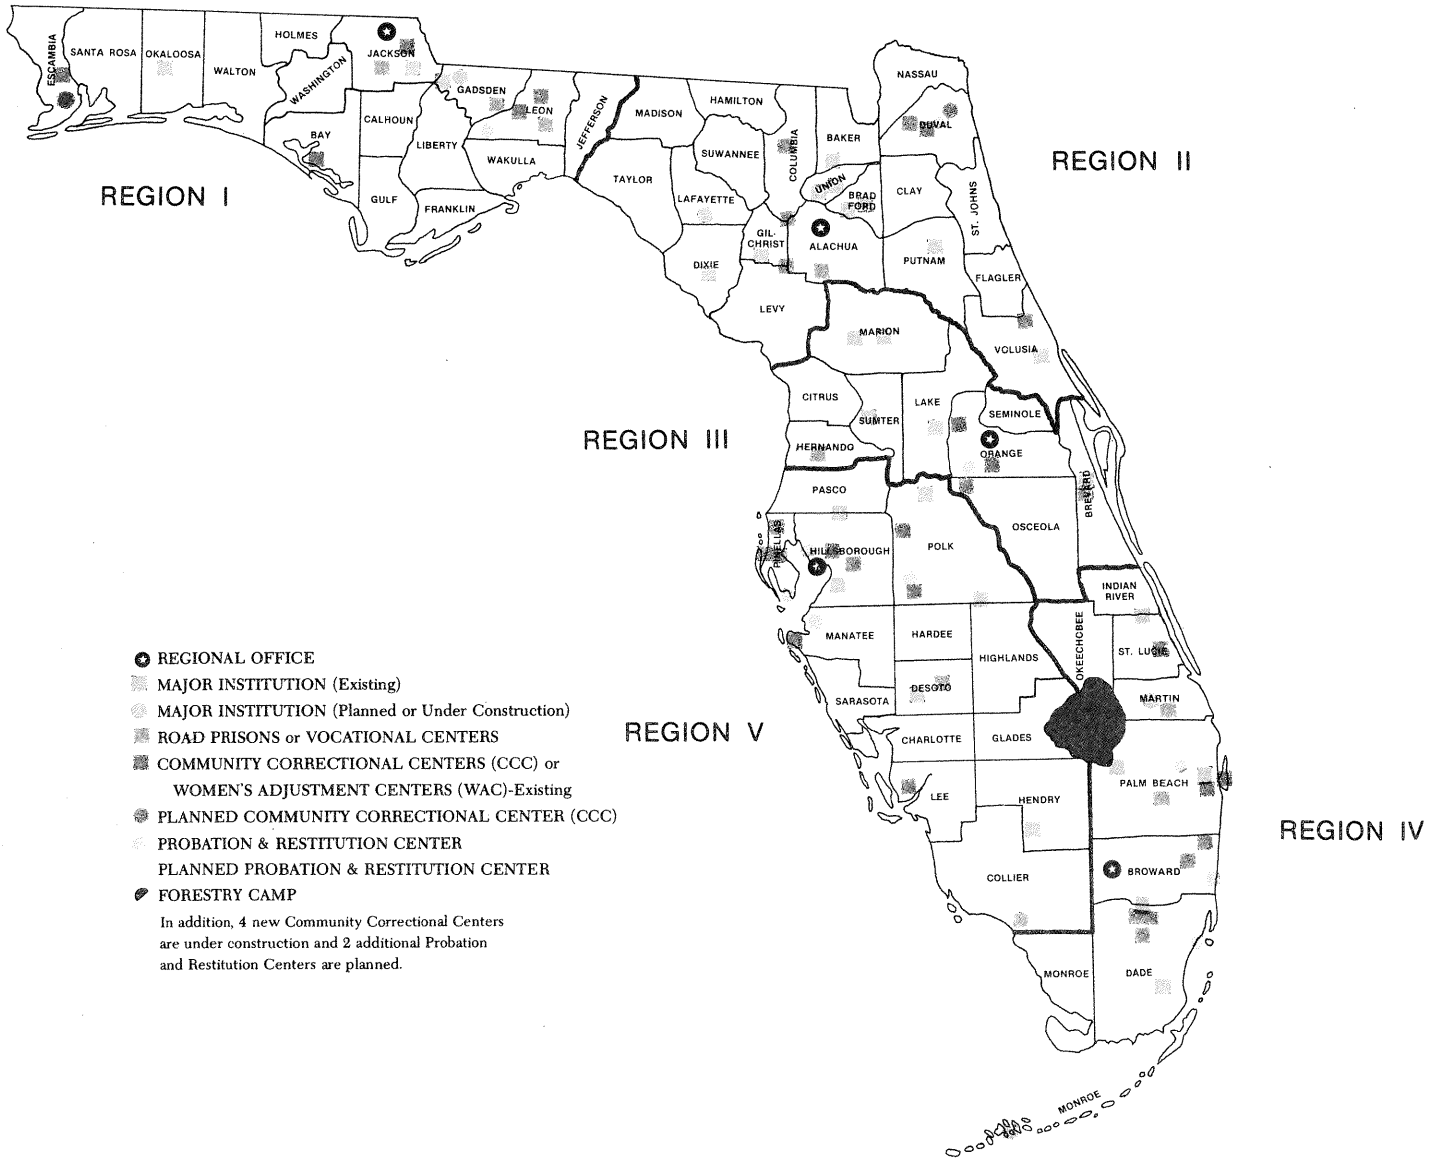 HOLMES
JACKSON
ESCAMBIA
SANTA ROSA
OKALOOSA
WALTON
WASHINGTON
GADSDEN
LEON
JEFFERSON
MADISON
HAMILTON
NASSAU
DUVAL
BAY
CALHOUN
LIBERTY
WAKULLA
TAYLOR
SUWANNEE
COLUMBIA
BAKER
REGION I
GULF
FRANKLIN
LAFAYETTE
UNION
BRAD
FORD
CLAY
ST. JOHNS
REGION II
DIXIE
GIL-
CHRIST
ALACHUA
PUTNAM
FLAGLER
LEVY
MARION
VOLUSIA
CITRUS
SUMTER
LAKE
SEMINOLE
REGION III
HERNANDO
ORANGE
BREVARD
PASCO
OSCEOLA
PINELLAS
HILLSBOROUGH
POLK
INDIAN
RIVER
MANATEE
HARDEE
HIGHLANDS
OKEECHOBEE
ST. LUCIE
SARASOTA
DESOTO
MARTIN
REGION V
CHARLOTTE
GLADES
PALM BEACH
LEE
HENDRY
REGION IV
COLLIER
BROWARD
MONROE
DADE
MONROE
REGIONAL OFFICE
MAJOR INSTITUTION (Existing)
MAJOR INSTITUTION (Planned or Under Construction)
ROAD PRISONS or VOCATIONAL CENTERS
COMMUNITY CORRECTIONAL CENTERS (CCC) or
WOMEN'S ADJUSTMENT CENTERS (WAC)-Existing
PLANNED COMMUNITY CORRECTIONAL CENTER (CCC)
PROBATION & RESTITUTION CENTER
PLANNED PROBATION & RESTITUTION CENTER
FORESTRY CAMP
In addition, 4 new Community Correctional Centers
are under construction and 2 additional Probation
and Restitution Centers are planned.